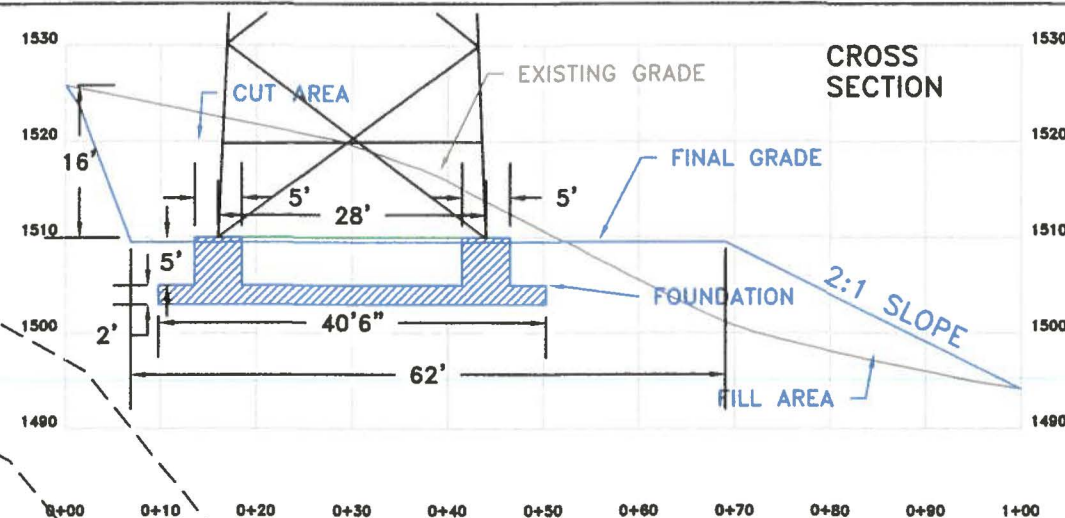 1530
1530
CROSS
SECTION
EXISTING GRADE
CUT AREA
1520
1520
FINAL GRADE
16'
5'
28'
5'
1510
1510
5'
2:1 SLOPE
FOUNDATION
2'
40'6"
1500
1500
62'
FILL AREA
1490
1490
0+00 0+10 0+20 0+30 0+40 0+50 0+60 0+70 0+80 0+90 1+00